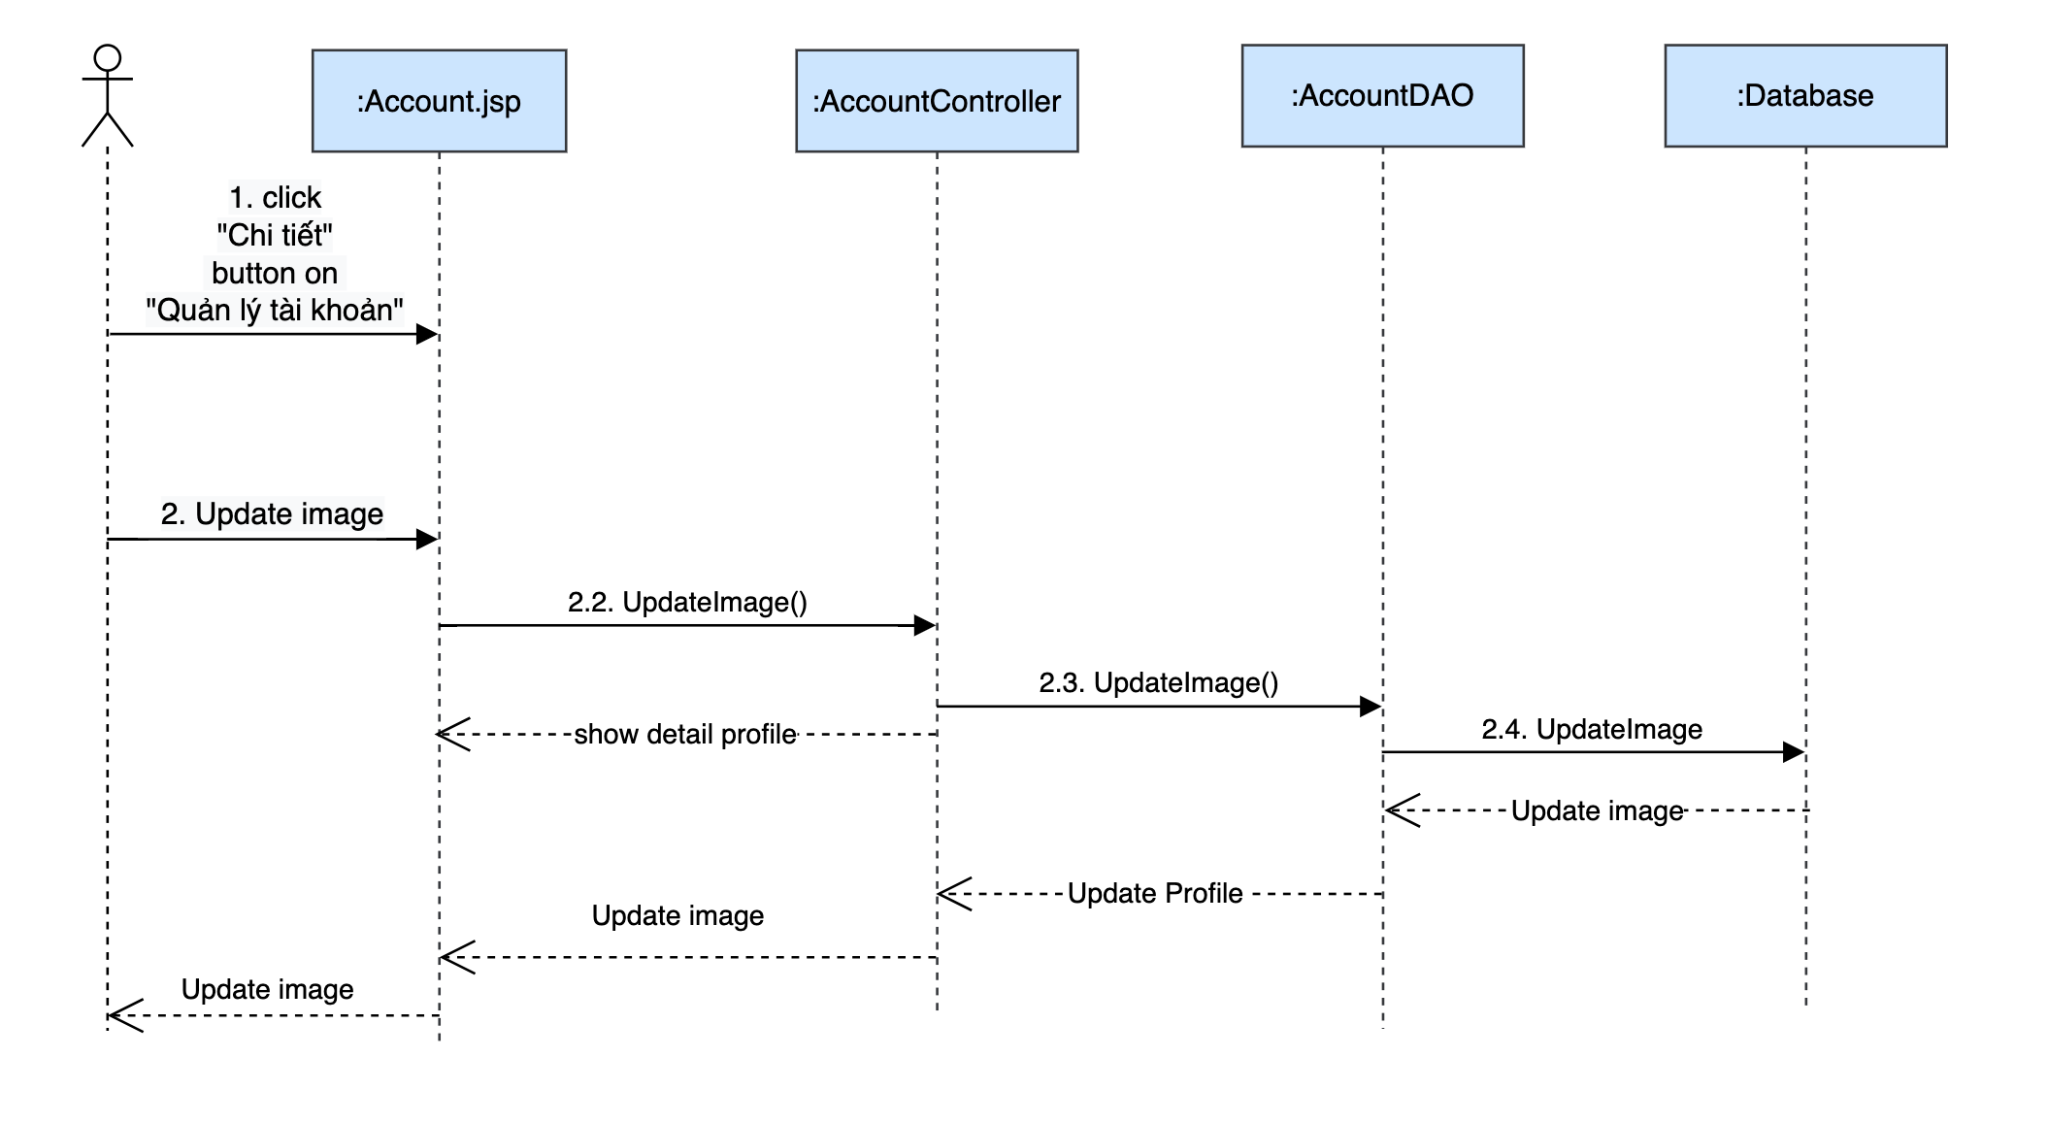 :Account.jsp
:AccountController
:AccountDAO
:Database
1. click
"Chi tiết"
button on
"Quản lý tài khoản"
2. Update image
2.2. UpdateImage()
2.3. UpdateImage()
show detail profile
2.4. UpdateImage
Update image
Update Profile
Update image
Update image